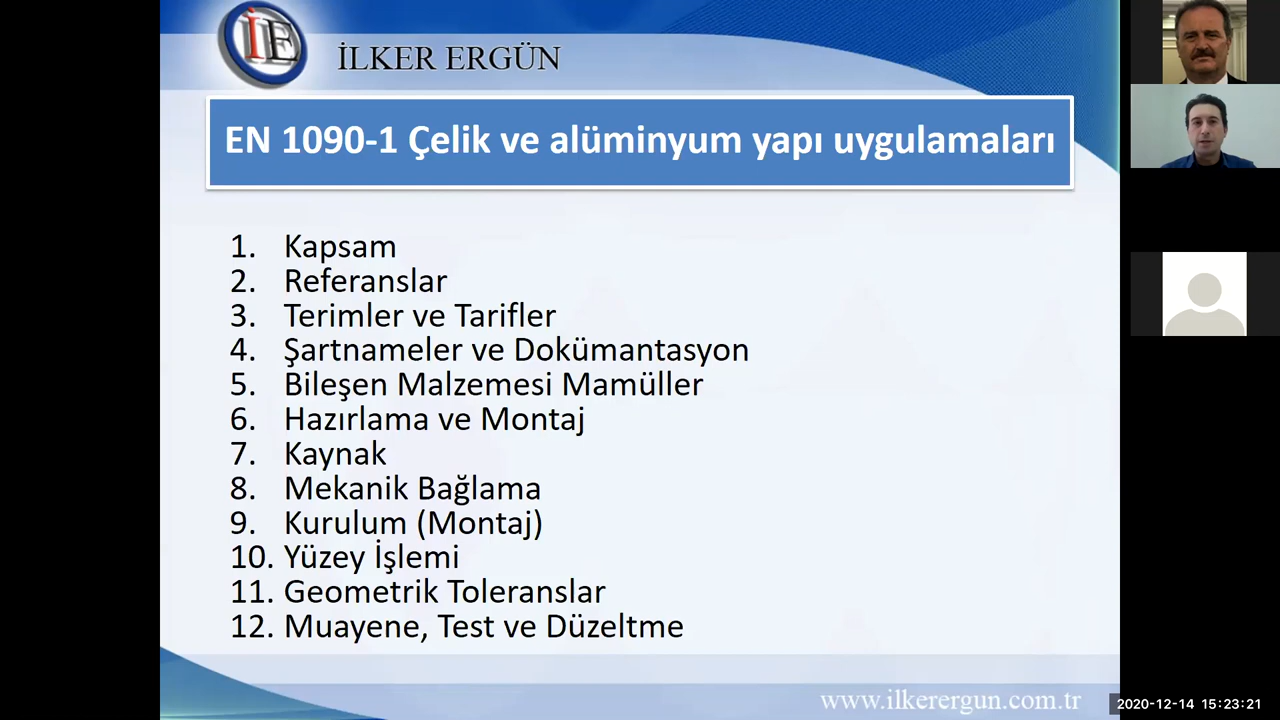 İE
İLKER ERGÜN
EN 1090-1 Çelik ve alüminyum yapı uygulamaları
1. Kapsam
2. Referanslar
3. Terimler ve Tarifler
4. Şartnameler ve Dokümantasyon
5. Bileşen Malzemesi Mamüller
6. Hazırlama ve Montaj
7. Kaynak
8. Mekanik Bağlama
9. Kurulum (Montaj)
10. Yüzey İşlemi
11. Geometrik Toleranslar
12. Muayene, Test ve Düzeltme
www.ilkerergun.com.tr
2020-12-14 15:23:21